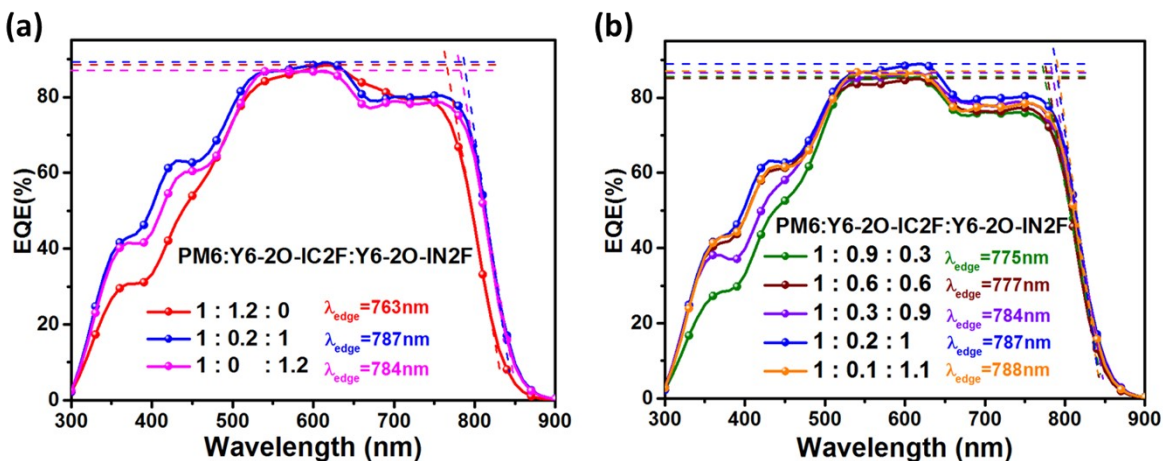 (a)
EQE(%)
80
60
40
20
0
PM6:Y6-2O-IC2F:Y6-2O-IN2F
1 : 1.2 : 0 λedge=763nm
1 : 0.2 : 1 λedge=787nm
1 : 0 : 1.2 λedge=784nm
300 400 500 600 700 800 900
Wavelength (nm)
(b)
EQE(%)
80
60
40
20
0
PM6:Y6-2O-IC2F:Y6-2O-IN2F
1 : 0.9 : 0.3 λedge=775nm
1 : 0.6 : 0.6 λedge=777nm
1 : 0.3 : 0.9 λedge=784nm
1 : 0.2 : 1 λedge=787nm
1 : 0.1 : 1.1 λedge=788nm
300 400 500 600 700 800 900
Wavelength (nm)